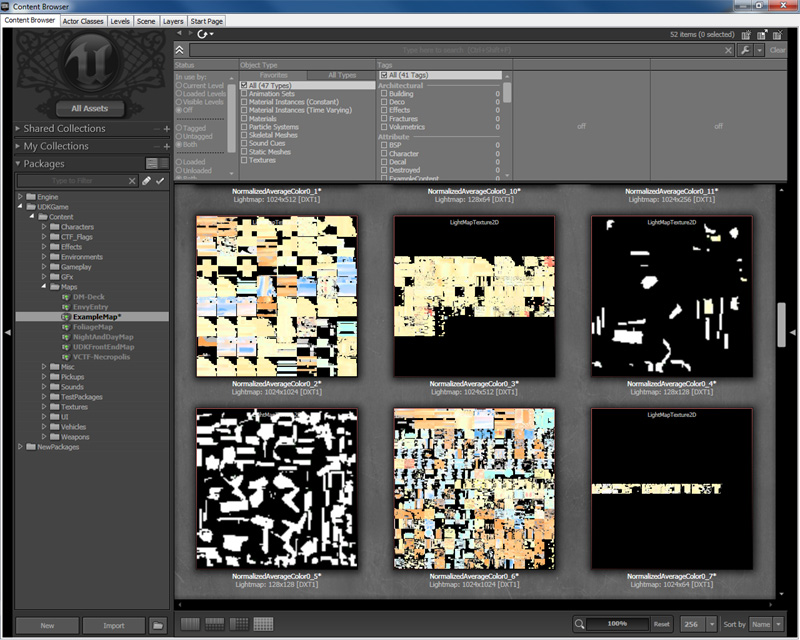 Content Browser
Content Browser Actor Classes Levels Scene Layers Start Page
52 items (0 selected)
Type here to search (Ctrl+Shift+F)
Clear
All Assets
Shared Collections
My Collections
Packages
Type to Filter
Engine
UDKGame
Content
Characters
CTF_Flags
Effects
Environments
Gameplay
GFx
Maps
DM-Deck
EnvyEntry
ExampleMap*
FoliageMap
NightAndDayMap
UDKFrontEndMap
VCTF-Necropolis
Misc
Pickups
Sounds
TestPackages
Textures
UI
Vehicles
Weapons
NewPackages
New Import
Status
In use by:
Current Level
Loaded Levels
Visible Levels
Off
Tagged
Untagged
Both
Loaded
Unloaded
Both
Object Type
Favorites All Types
All (47 Types)
Animation Sets
Material Instances (Constant)
Material Instances (Time Varying)
Materials
Particle Systems
Skeletal Meshes
Sound Cues
Static Meshes
Textures
Tags
All (41 Tags)
Architectural
Building 0
Deco 0
Effects 0
Fractures 0
Volumetrics 0
Attribute
BSP 0
Character 0
Decal 0
Destroyed 0
ExampleContent 0
off off
NormalizedAverageColor0_1* NormalizedAverageColor0_10* NormalizedAverageColor0_11*
Lightmap: 1024x512 [DXT1] Lightmap: 128x64 [DXT1] Lightmap: 1024x256 [DXT1]
LightMapTexture2D LightMapTexture2D
NormalizedAverageColor0_2* NormalizedAverageColor0_3* NormalizedAverageColor0_4*
Lightmap: 1024x1024 [DXT1] Lightmap: 1024x512 [DXT1] Lightmap: 128x128 [DXT1]
LightMapTexture2D
NormalizedAverageColor0_5* NormalizedAverageColor0_6* NormalizedAverageColor0_7*
Lightmap: 128x128 [DXT1] Lightmap: 1024x1024 [DXT1] Lightmap: 1024x64 [DXT1]
100% Reset 256 Sort by Name